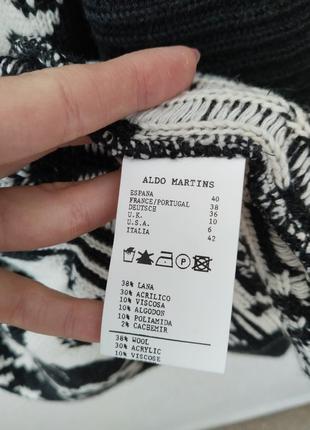 ALDO MARTINS
ESPANA 40
FRANCE/PORTUGAL 38
DEUTSCH 36
U.K. 10
U.S.A. 6
ITALIA 42
P
38% LANA
30% ACRILICO
10% VISCOSA
10% ALGODON
10% POLIAMIDA
2% CACHEMIR
38% WOOL
30% ACRYLIC
10% VISCOSE